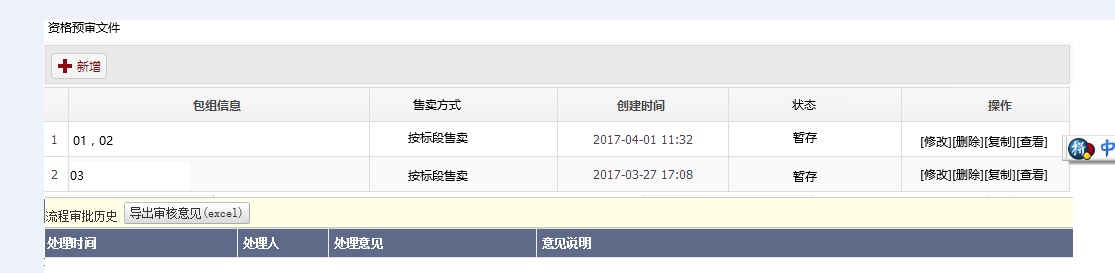 资格预审文件
新增
包组信息 售卖方式 创建时间 状态 操作
1 01，02 按标段售卖 2017-04-01 11:32 暂存 [修改][删除][复制][查看]
2 03 按标段售卖 2017-03-27 17:08 暂存 [修改][删除][复制][查看]
拼 中
流程审批历史 导出审核意见(excel)
处理时间 处理人 处理意见 意见说明